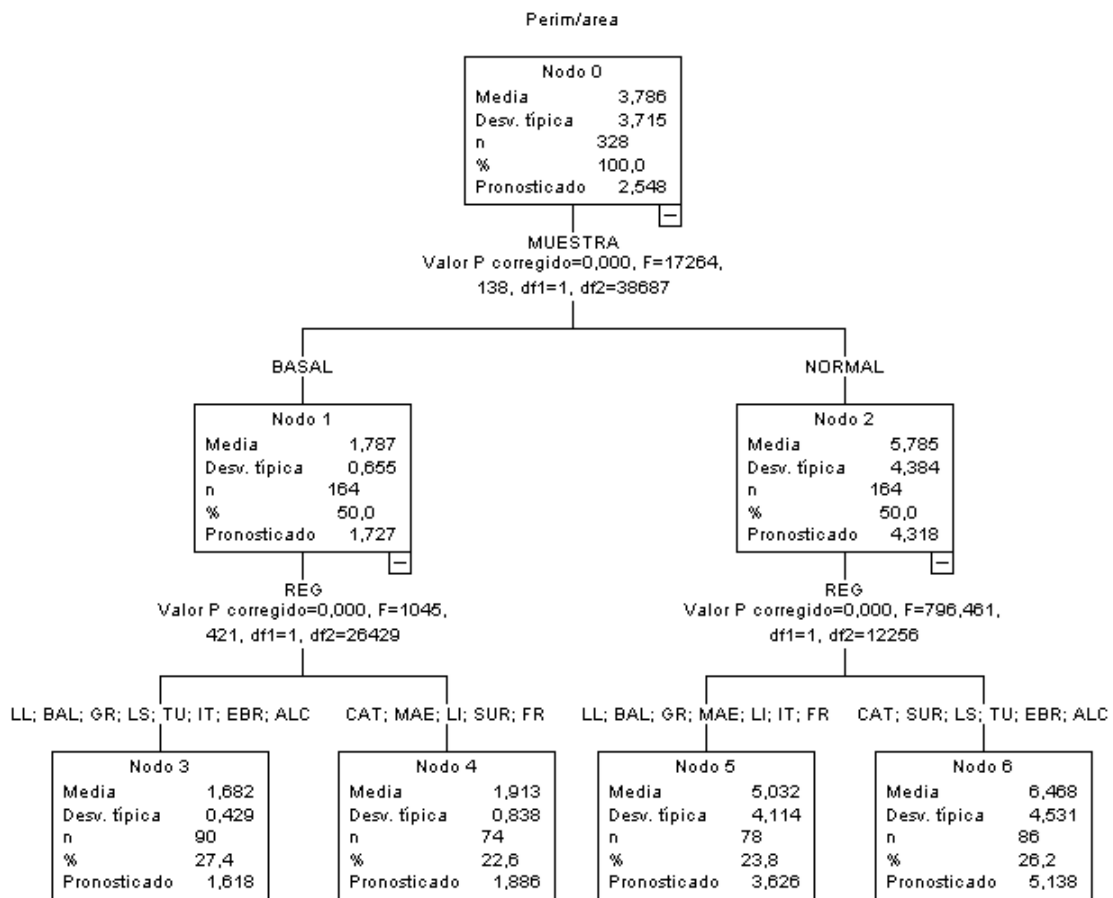 Perim/area
Nodo 0
Media 3,786
Desv. típica 3,715
n 328
% 100,0
Pronosticado 2,548
MUESTRA
Valor P corregido=0,000, F=17264,
138, df1=1, df2=38687
BASAL
NORMAL
Nodo 1
Media 1,787
Desv. típica 0,655
n 164
% 50,0
Pronosticado 1,727
Nodo 2
Media 5,785
Desv. típica 4,384
n 164
% 50,0
Pronosticado 4,318
REG
Valor P corregido=0,000, F=1045,
421, df1=1, df2=26429
REG
Valor P corregido=0,000, F=796,461,
df1=1, df2=12256
LL; BAL; GR; LS; TU; IT; EBR; ALC
CAT; MAE; LI; SUR; FR
LL; BAL; GR; MAE; LI; IT; FR
CAT; SUR; LS; TU; EBR; ALC
Nodo 3
Media 1,682
Desv. típica 0,429
n 90
% 27,4
Pronosticado 1,618
Nodo 4
Media 1,913
Desv. típica 0,838
n 74
% 22,6
Pronosticado 1,886
Nodo 5
Media 5,032
Desv. típica 4,114
n 78
% 23,8
Pronosticado 3,626
Nodo 6
Media 6,468
Desv. típica 4,531
n 86
% 26,2
Pronosticado 5,138